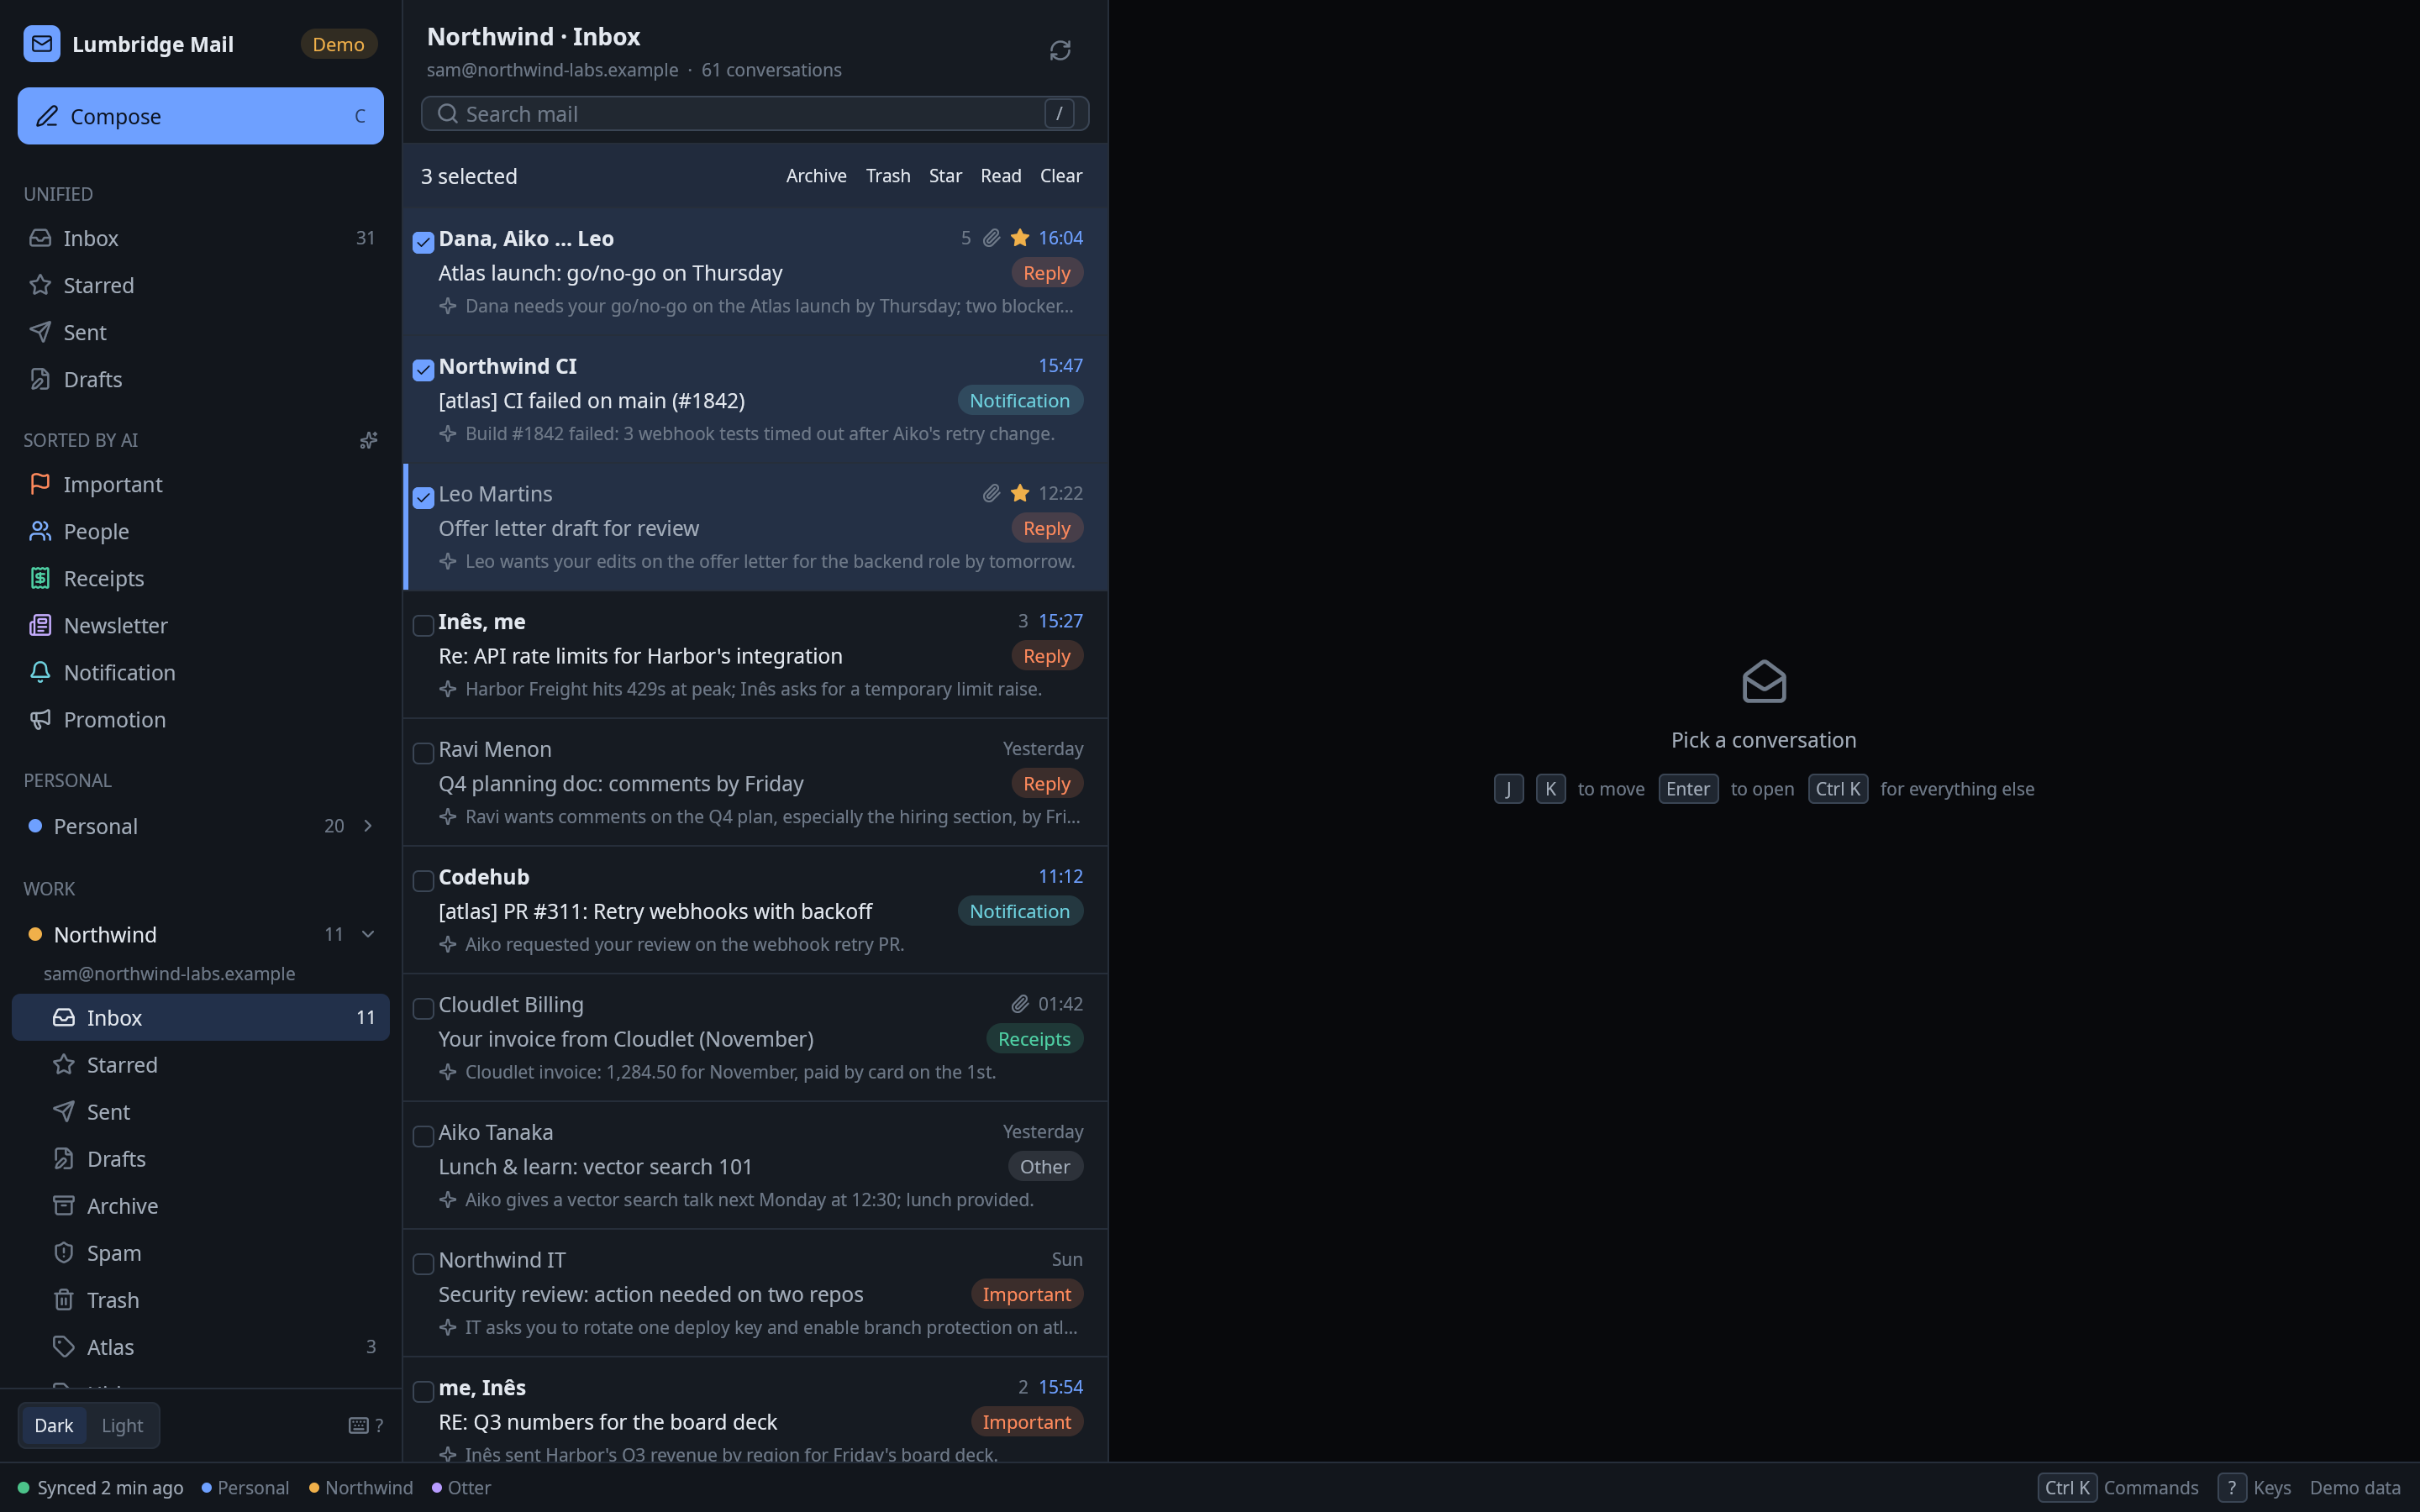 Lumbridge Mail
Demo
Compose
C
UNIFIED
Inbox
31
Starred
Sent
Drafts
SORTED BY AI
Important
People
Receipts
Newsletter
Notification
Promotion
PERSONAL
Personal
20
WORK
Northwind
11
sam@northwind-labs.example
Inbox
11
Starred
Sent
Drafts
Archive
Spam
Trash
Atlas
3
Dark
Light
?
Northwind · Inbox
sam@northwind-labs.example · 61 conversations
Search mail
/
3 selected
Archive
Trash
Star
Read
Clear
Dana, Aiko ... Leo
5
16:04
Atlas launch: go/no-go on Thursday
Reply
Dana needs your go/no-go on the Atlas launch by Thursday; two blocker...
Northwind CI
15:47
[atlas] CI failed on main (#1842)
Notification
Build #1842 failed: 3 webhook tests timed out after Aiko's retry change.
Leo Martins
12:22
Offer letter draft for review
Reply
Leo wants your edits on the offer letter for the backend role by tomorrow.
Inês, me
3
15:27
Re: API rate limits for Harbor's integration
Reply
Harbor Freight hits 429s at peak; Inês asks for a temporary limit raise.
Ravi Menon
Yesterday
Q4 planning doc: comments by Friday
Reply
Ravi wants comments on the Q4 plan, especially the hiring section, by Fri...
Codehub
11:12
[atlas] PR #311: Retry webhooks with backoff
Notification
Aiko requested your review on the webhook retry PR.
Cloudlet Billing
01:42
Your invoice from Cloudlet (November)
Receipts
Cloudlet invoice: 1,284.50 for November, paid by card on the 1st.
Aiko Tanaka
Yesterday
Lunch & learn: vector search 101
Other
Aiko gives a vector search talk next Monday at 12:30; lunch provided.
Northwind IT
Sun
Security review: action needed on two repos
Important
IT asks you to rotate one deploy key and enable branch protection on atl...
me, Inês
2
15:54
RE: Q3 numbers for the board deck
Important
Inês sent Harbor's Q3 revenue by region for Friday's board deck.
Pick a conversation
J K to move Enter to open Ctrl K for everything else
Synced 2 min ago
Personal
Northwind
Otter
Ctrl K Commands
? Keys
Demo data